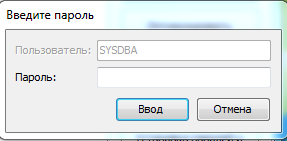 Введите пароль
Пользователь: SYSDBA
Пароль:
Ввод Отмена